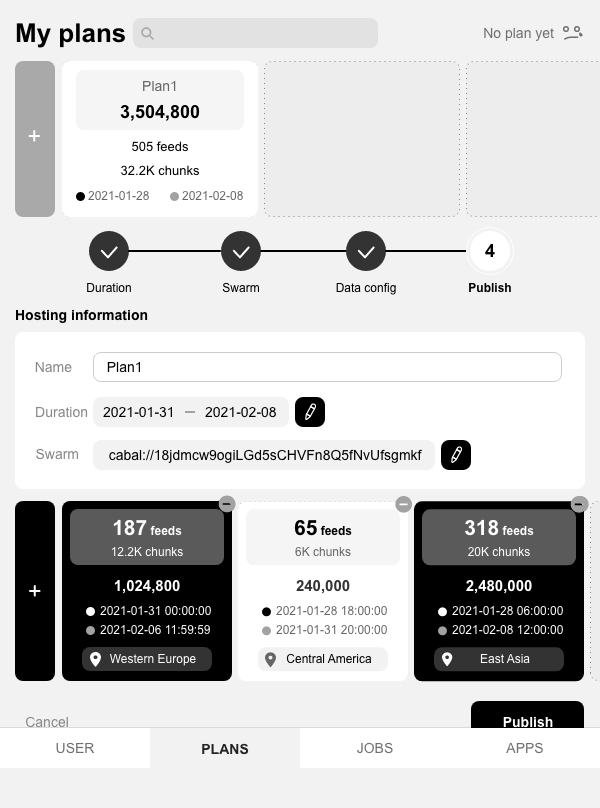 My plans
No plan yet
+
Plan1
3,504,800
505 feeds
32.2K chunks
2021-01-28
2021-02-08
4
Duration
Swarm
Data config
Publish
Hosting information
Name
Plan1
Duration
2021-01-31 — 2021-02-08
Swarm
cabal://18jdmcw9ogiLGd5sCHVFn8Q5fNvUfsgmkf
+
187 feeds
12.2K chunks
1,024,800
2021-01-31 00:00:00
2021-02-06 11:59:59
Western Europe
65 feeds
6K chunks
240,000
2021-01-28 18:00:00
2021-01-31 20:00:00
Central America
318 feeds
20K chunks
2,480,000
2021-01-28 06:00:00
2021-02-08 12:00:00
East Asia
Cancel
Publish
USER
PLANS
JOBS
APPS